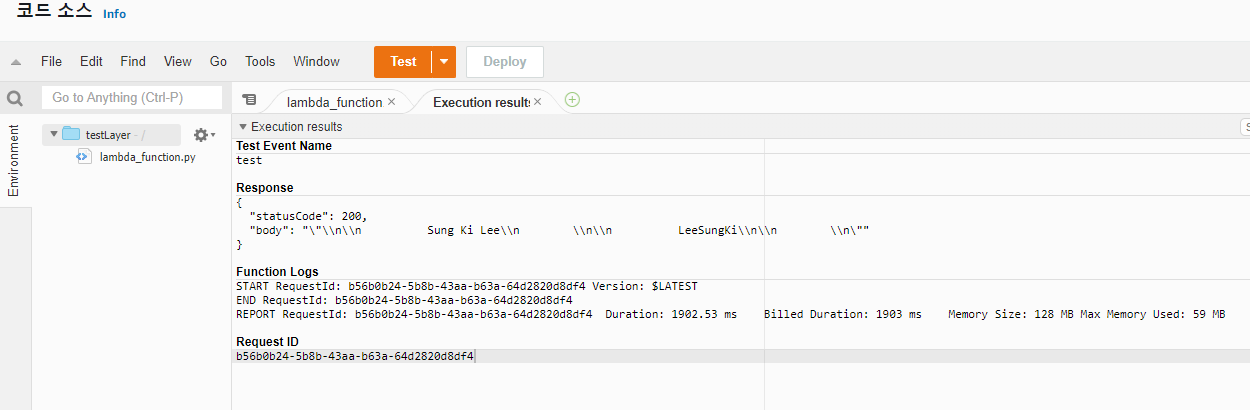 코드 소스 Info
File Edit Find View Go Tools Window Test Deploy
Go to Anything (Ctrl-P)
lambda_function Execution results
Environment
testLayer - /
lambda_function.py
Execution results
Test Event Name
test
Response
{
  "statusCode": 200,
  "body": "\"\\n\\n          Sung Ki Lee\\n        \\n\\n          LeeSungKi\\n\\n        \\n\""
}
Function Logs
START RequestId: b56b0b24-5b8b-43aa-b63a-64d2820d8df4 Version: $LATEST
END RequestId: b56b0b24-5b8b-43aa-b63a-64d2820d8df4
REPORT RequestId: b56b0b24-5b8b-43aa-b63a-64d2820d8df4  Duration: 1902.53 ms    Billed Duration: 1903 ms    Memory Size: 128 MB Max Memory Used: 59 MB
Request ID
b56b0b24-5b8b-43aa-b63a-64d2820d8df4